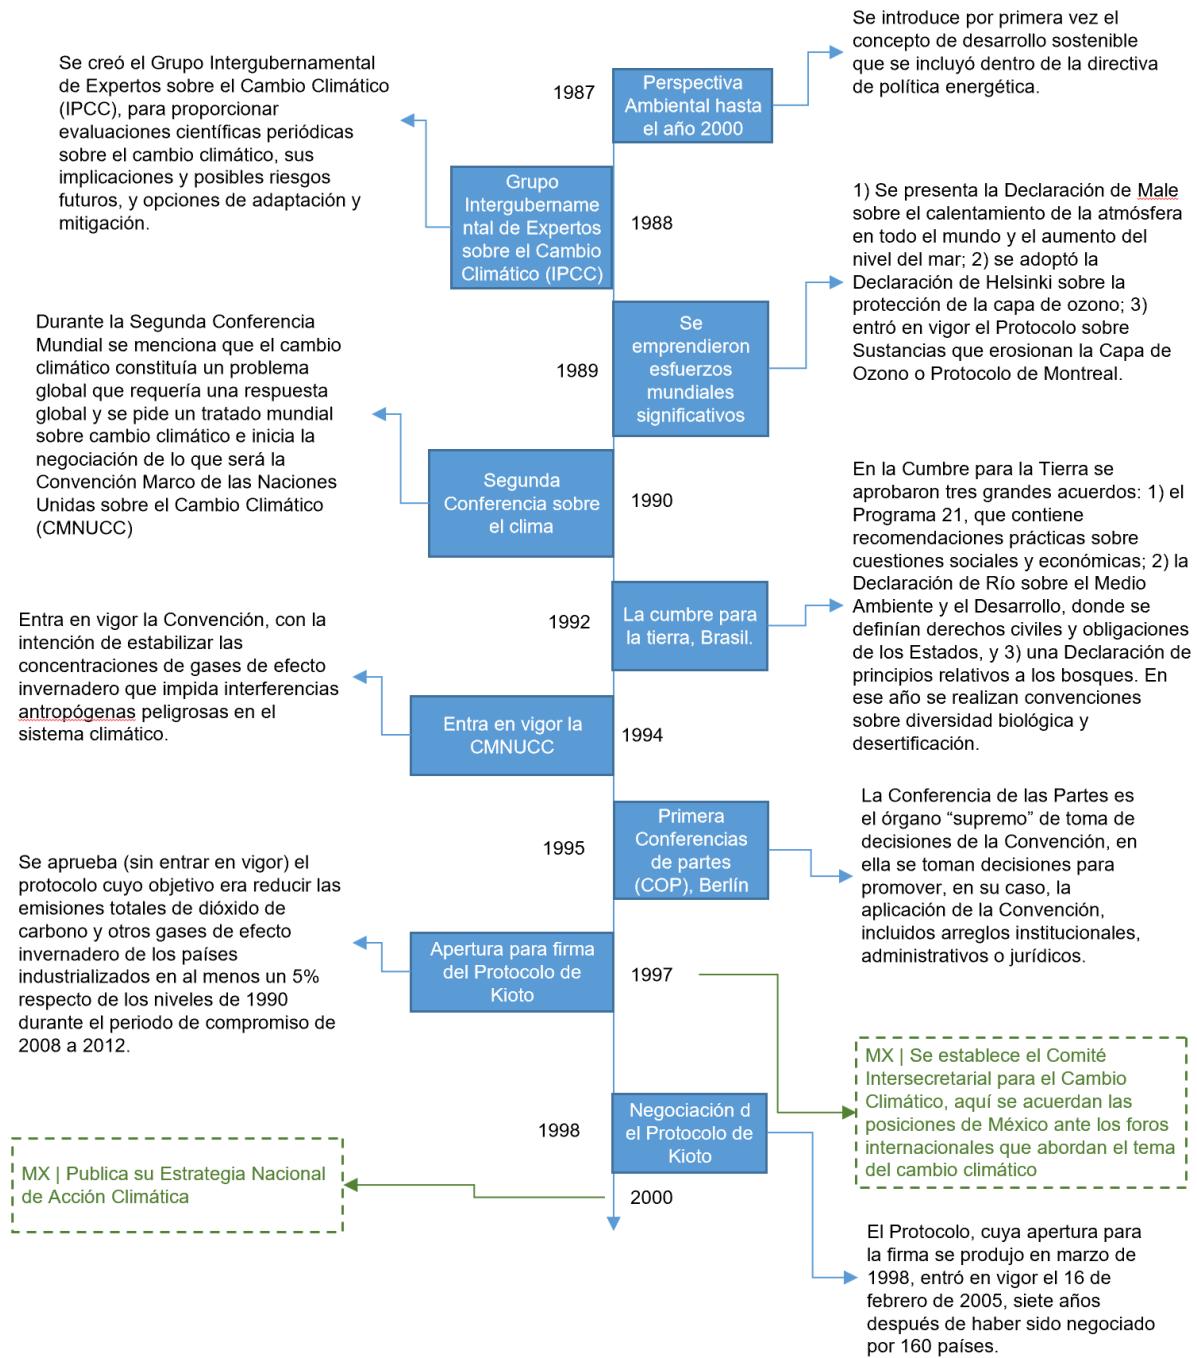 1987
Perspectiva
Ambiental hasta
el año 2000
Se introduce por primera vez el
concepto de desarrollo sostenible
que se incluyó dentro de la directiva
de política energética.
Se creó el Grupo Intergubernamental
de Expertos sobre el Cambio Climático
(IPCC), para proporcionar
evaluaciones científicas periódicas
sobre el cambio climático, sus
implicaciones y posibles riesgos
futuros, y opciones de adaptación y
mitigación.
Grupo
Intergubername
ntal de Expertos
sobre el Cambio
Climático (IPCC)
1988
1989
Se
emprendieron
esfuerzos
mundiales
significativos
1) Se presenta la Declaración de Male
sobre el calentamiento de la atmósfera
en todo el mundo y el aumento del
nivel del mar; 2) se adoptó la
Declaración de Helsinki sobre la
protección de la capa de ozono; 3)
entró en vigor el Protocolo sobre
Sustancias que erosionan la Capa de
Ozono o Protocolo de Montreal.
Durante la Segunda Conferencia
Mundial se menciona que el cambio
climático constituía un problema
global que requería una respuesta
global y se pide un tratado mundial
sobre cambio climático e inicia la
negociación de lo que será la
Convención Marco de las Naciones
Unidas sobre el Cambio Climático
(CMNUCC)
Segunda
Conferencia sobre
el clima
1990
1992
La cumbre para
la tierra, Brasil.
En la Cumbre para la Tierra se
aprobaron tres grandes acuerdos: 1) el
Programa 21, que contiene
recomendaciones prácticas sobre
cuestiones sociales y económicas; 2) la
Declaración de Río sobre el Medio
Ambiente y el Desarrollo, donde se
definían derechos civiles y obligaciones
de los Estados, y 3) una Declaración de
principios relativos a los bosques. En
ese año se realizan convenciones
sobre diversidad biológica y
desertificación.
Entra en vigor la Convención, con la
intención de estabilizar las
concentraciones de gases de efecto
invernadero que impida interferencias
antropógenas peligrosas en el
sistema climático.
Entra en vigor la
CMNUCC
1994
1995
Primera
Conferencias
de partes
(COP), Berlín
La Conferencia de las Partes es
el órgano “supremo” de toma de
decisiones de la Convención, en
ella se toman decisiones para
promover, en su caso, la
aplicación de la Convención,
incluidos arreglos institucionales,
administrativos o jurídicos.
Se aprueba (sin entrar en vigor) el
protocolo cuyo objetivo era reducir las
emisiones totales de dióxido de
carbono y otros gases de efecto
invernadero de los países
industrializados en al menos un 5%
respecto de los niveles de 1990
durante el periodo de compromiso de
2008 a 2012.
Apertura para firma
del Protocolo de
Kioto
1997
MX | Se establece el Comité
Intersecretarial para el Cambio
Climático, aquí se acuerdan las
posiciones de México ante los foros
internacionales que abordan el tema
del cambio climático
1998
Negociación d
el Protocolo de
Kioto
El Protocolo, cuya apertura para
la firma se produjo en marzo de
1998, entró en vigor el 16 de
febrero de 2005, siete años
después de haber sido negociado
por 160 países.
MX | Publica su Estrategia Nacional
de Acción Climática
2000